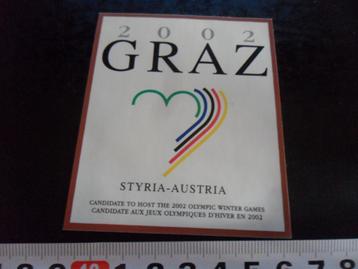 2002
GRAZ
STYRIA-AUSTRIA
CANDIDATE TO HOST THE 2002 OLYMPIC WINTER GAMES
CANDIDATE AUX JEUX OLYMPIQUES D'HIVER EN 2002